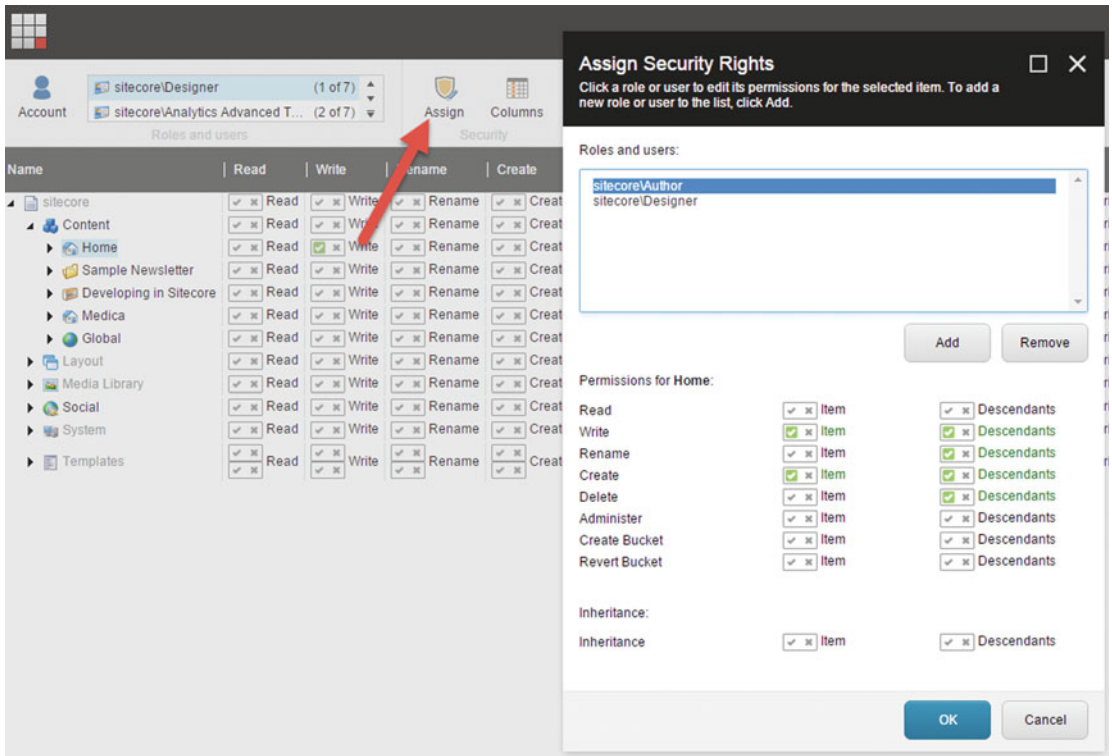 Account
sitecore\Designer (1 of 7)
sitecore\Analytics Advanced T... (2 of 7)
Roles and users
Assign
Columns
Security
Name Read Write Rename Create
sitecore Read Write Rename Creat
Content Read Write Rename Creat
Home Read Write Rename Creat
Sample Newsletter Read Write Rename Creat
Developing in Sitecore Read Write Rename Creat
Medica Read Write Rename Creat
Global Read Write Rename Creat
Layout Read Write Rename Creat
Media Library Read Write Rename Creat
Social Read Write Rename Creat
System Read Write Rename Creat
Templates Read Write Rename Creat
Assign Security Rights
Click a role or user to edit its permissions for the selected item. To add a
new role or user to the list, click Add.
Roles and users:
sitecore\Author
sitecore\Designer
Add Remove
Permissions for Home:
Read Item Descendants
Write Item Descendants
Rename Item Descendants
Create Item Descendants
Delete Item Descendants
Administer Item Descendants
Create Bucket Item Descendants
Revert Bucket Item Descendants
Inheritance:
Inheritance Item Descendants
OK Cancel